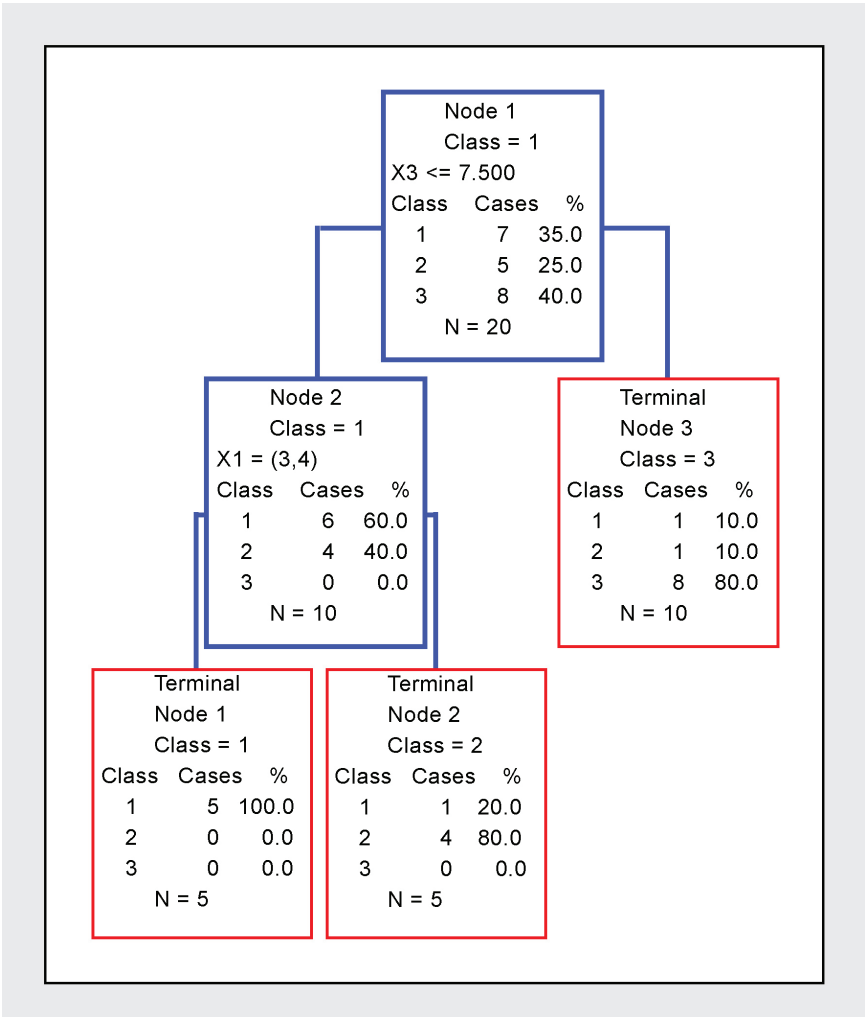 Node 1
Class = 1
X3 <= 7.500
Class Cases %
1 7 35.0
2 5 25.0
3 8 40.0
N = 20
Node 2
Class = 1
X1 = (3,4)
Class Cases %
1 6 60.0
2 4 40.0
3 0 0.0
N = 10
Terminal
Node 3
Class = 3
Class Cases %
1 1 10.0
2 1 10.0
3 8 80.0
N = 10
Terminal
Node 1
Class = 1
Class Cases %
1 5 100.0
2 0 0.0
3 0 0.0
N = 5
Terminal
Node 2
Class = 2
Class Cases %
1 1 20.0
2 4 80.0
3 0 0.0
N = 5